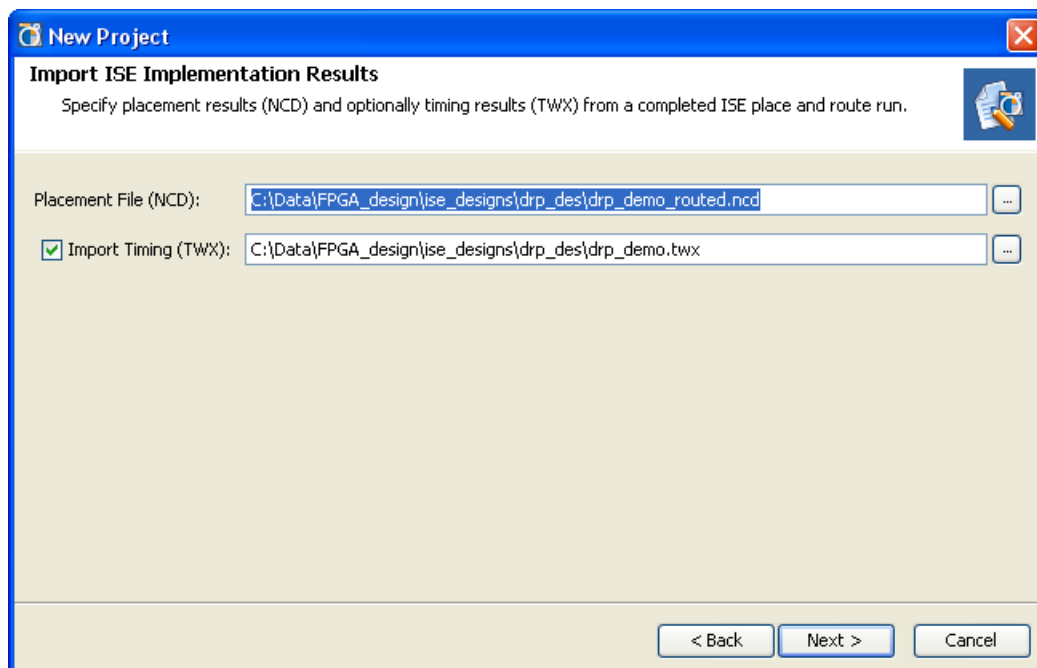 New Project
Import ISE Implementation Results
Specify placement results (NCD) and optionally timing results (TWX) from a completed ISE place and route run.
Placement File (NCD): C:\Data\FPGA_design\ise_designs\drp_des\drp_demo_routed.ncd ...
Import Timing (TWX): C:\Data\FPGA_design\ise_designs\drp_des\drp_demo.twx ...
< Back Next > Cancel